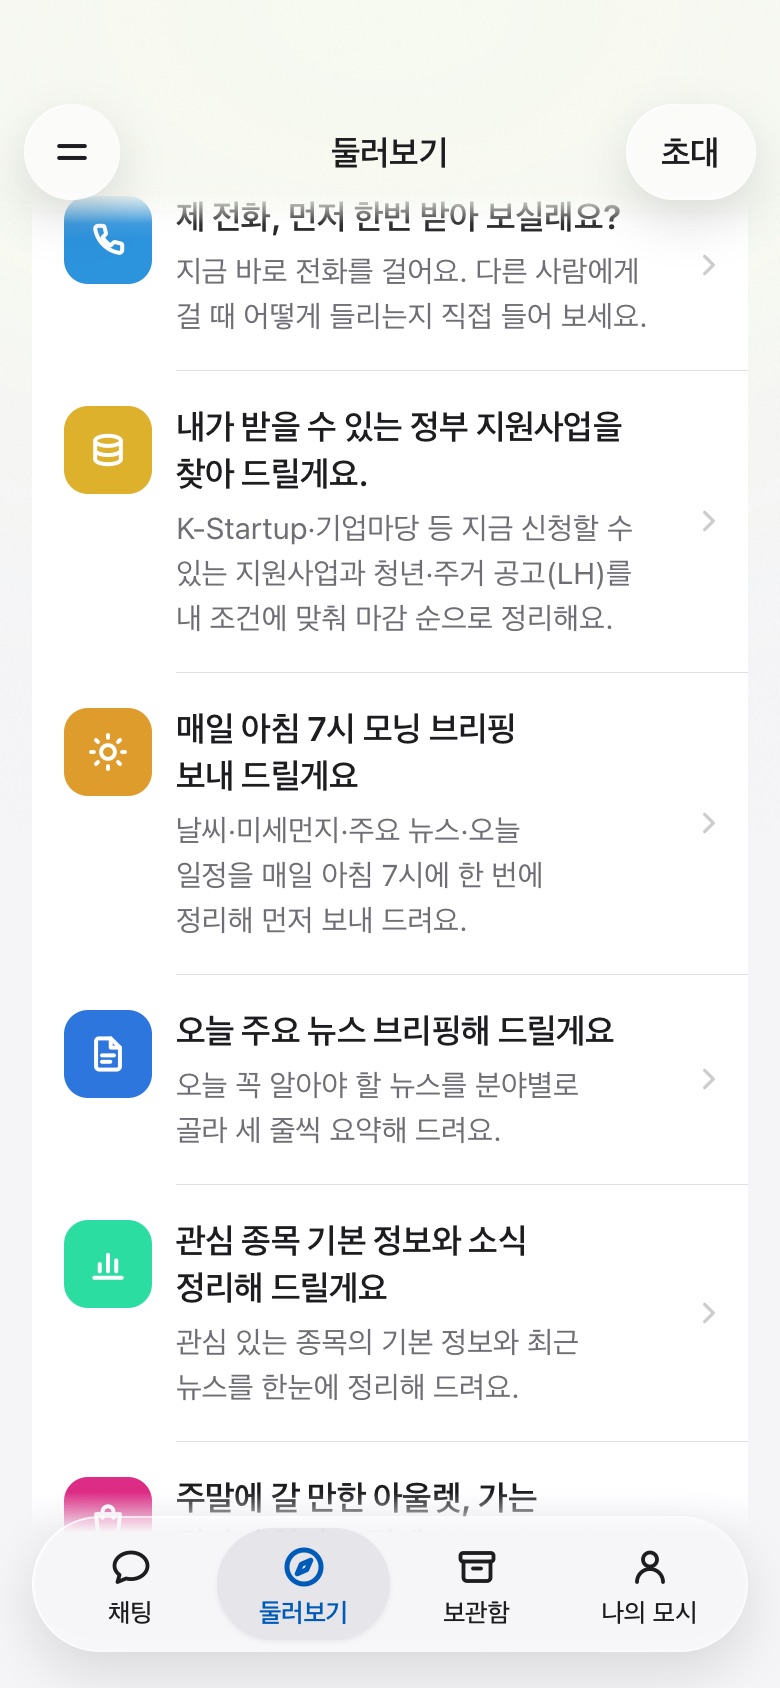 둘러보기
초대
제 전화, 먼저 한번 받아 보실래요?
지금 바로 전화를 걸어요. 다른 사람에게
걸 때 어떻게 들리는지 직접 들어 보세요.
내가 받을 수 있는 정부 지원사업을
찾아 드릴게요.
K-Startup·기업마당 등 지금 신청할 수
있는 지원사업과 청년·주거 공고(LH)를
내 조건에 맞춰 마감 순으로 정리해요.
매일 아침 7시 모닝 브리핑
보내 드릴게요
날씨·미세먼지·주요 뉴스·오늘
일정을 매일 아침 7시에 한 번에
정리해 먼저 보내 드려요.
오늘 주요 뉴스 브리핑해 드릴게요
오늘 꼭 알아야 할 뉴스를 분야별로
골라 세 줄씩 요약해 드려요.
관심 종목 기본 정보와 소식
정리해 드릴게요
관심 있는 종목의 기본 정보와 최근
뉴스를 한눈에 정리해 드려요.
주말에 갈 만한 아울렛, 가는
채팅
둘러보기
보관함
나의 모시